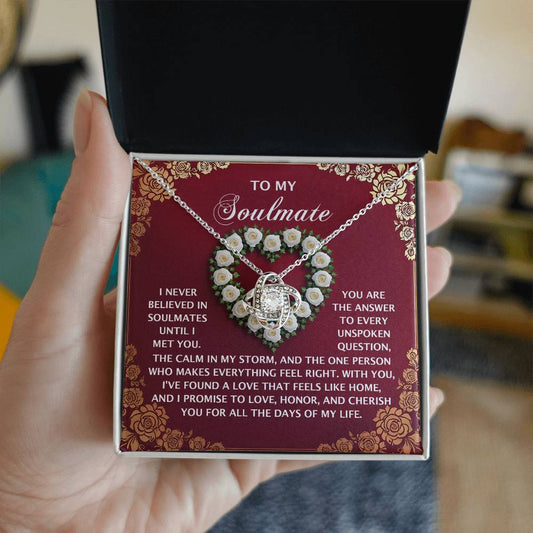 TO MY
Soulmate
I NEVER
BELIEVED IN
SOULMATES
UNTIL I
MET YOU.
YOU ARE
THE ANSWER
TO EVERY
UNSPOKEN
QUESTION,
THE CALM IN MY STORM, AND THE ONE PERSON
WHO MAKES EVERYTHING FEEL RIGHT. WITH YOU,
I'VE FOUND A LOVE THAT FEELS LIKE HOME,
AND I PROMISE TO LOVE, HONOR, AND CHERISH
YOU FOR ALL THE DAYS OF MY LIFE.